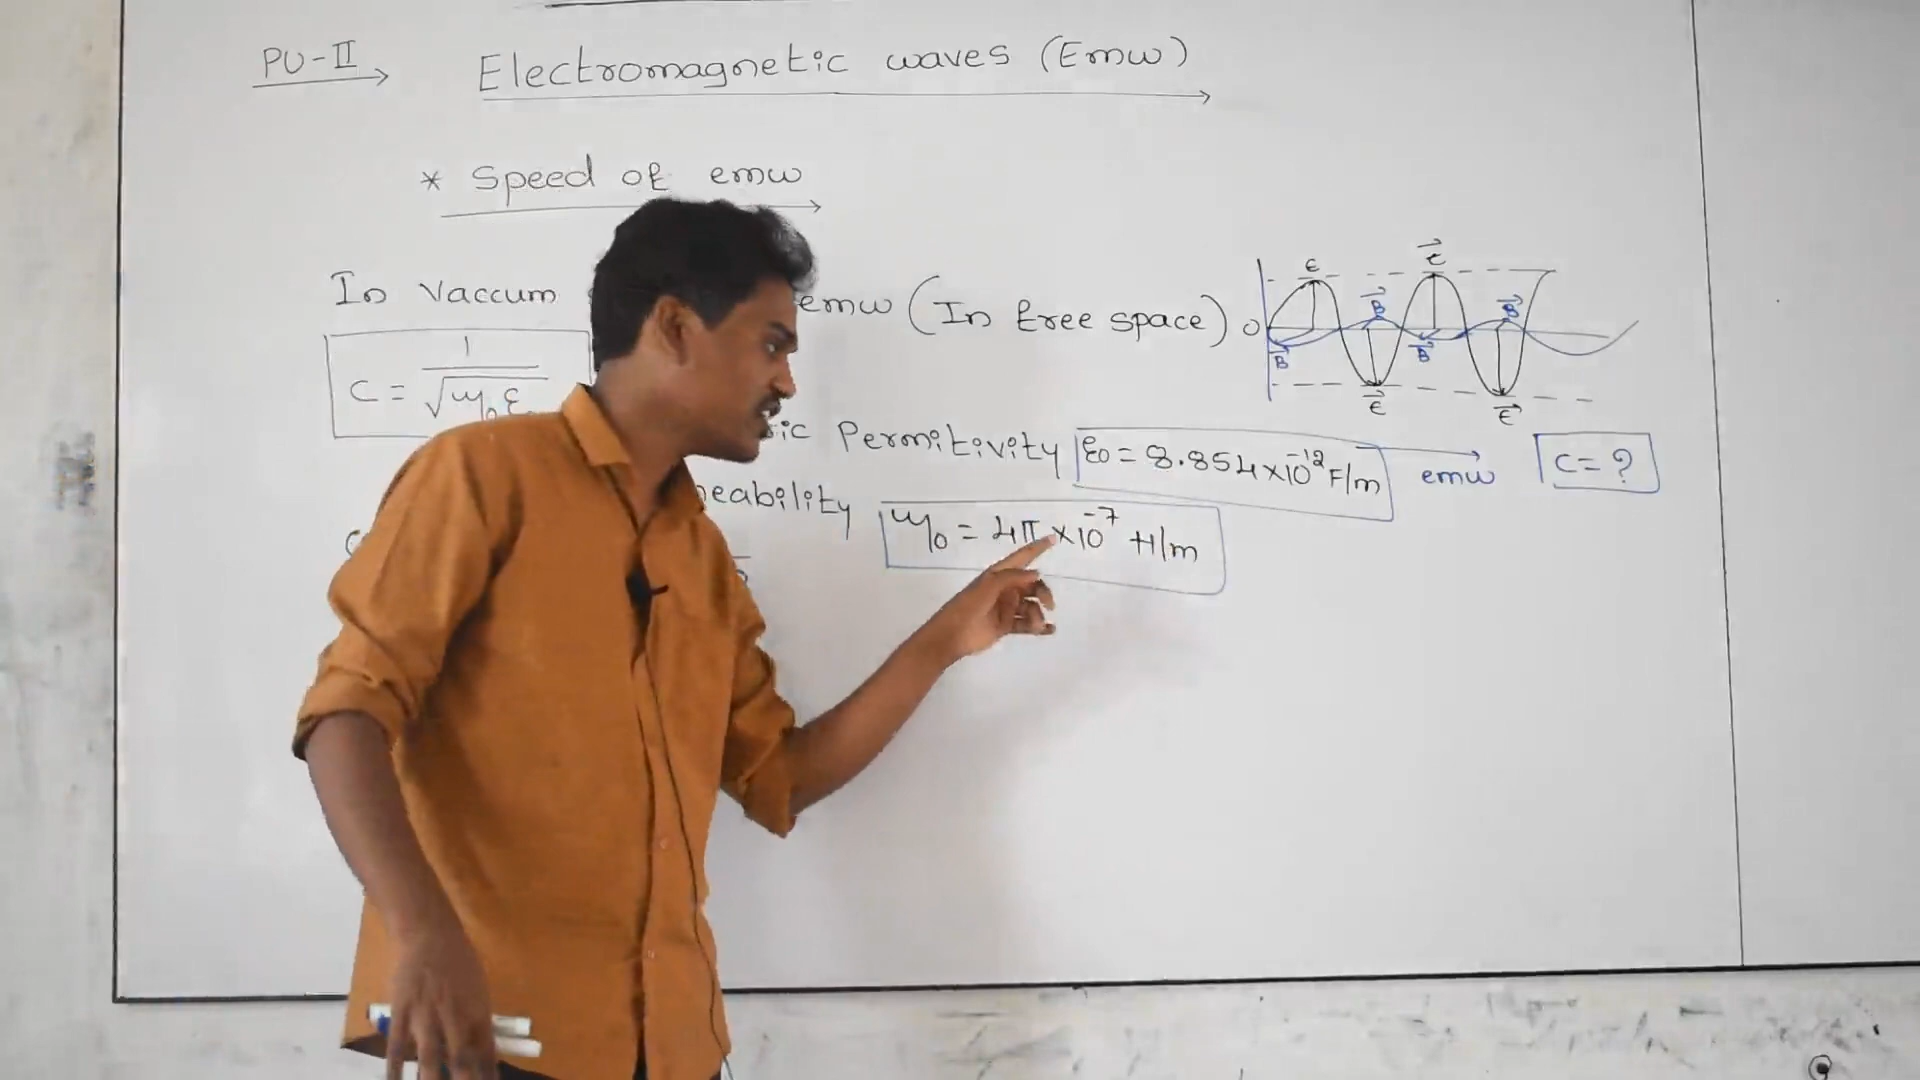 PU-II
Electromagnetic waves (Emw)
* Speed of emw
In vaccum emw (In free space)
C = 1/√μ₀ε
Permitivity ε0 = 8.854×10⁻¹² F/m
eability μ0 = 4π×10⁻⁷ H/m
O
E
E⃗
B⃗
B⃗
B⃗
B⃗
E⃗
E⃗
emw
C = ?